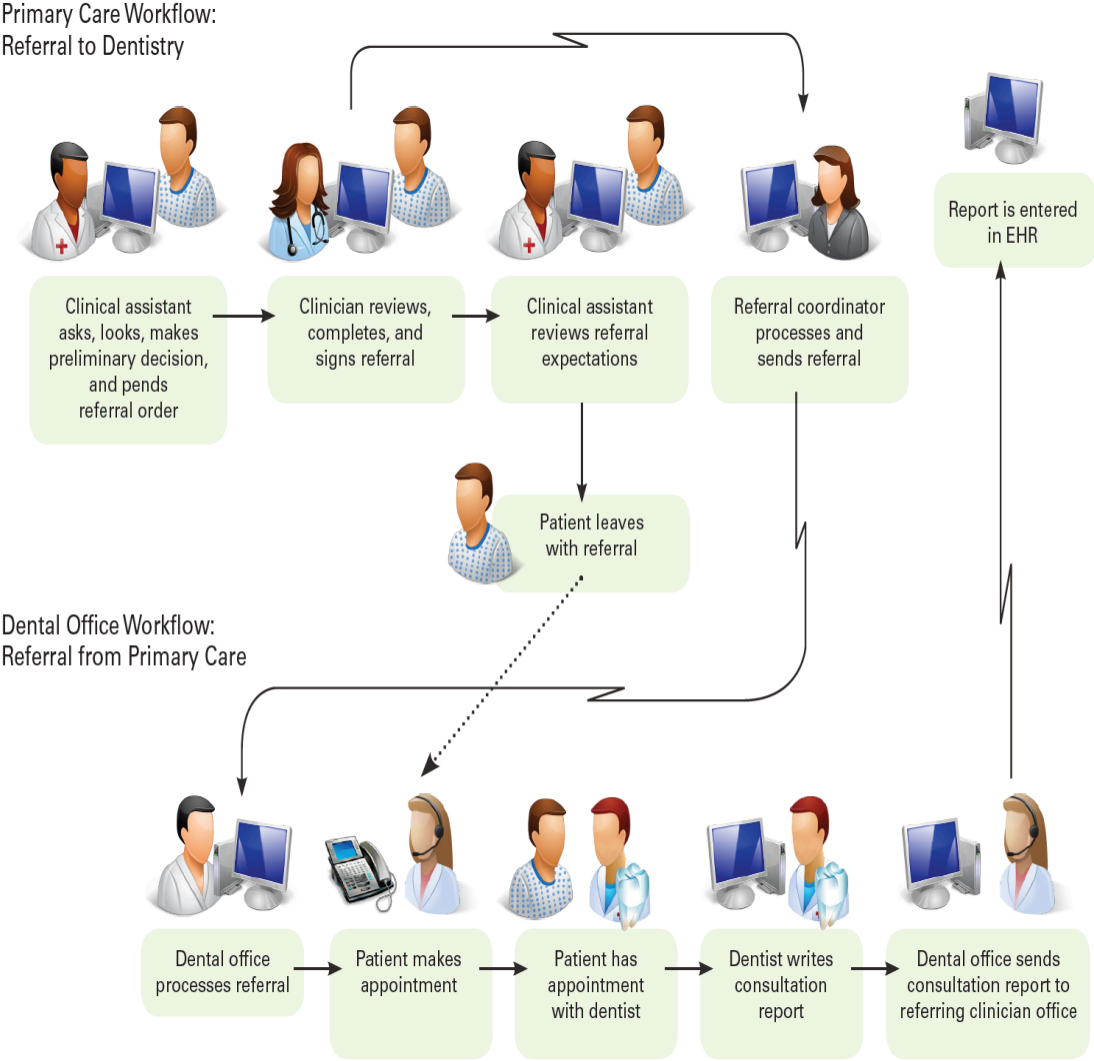 Primary Care Workflow:
Referral to Dentistry
Clinical assistant
asks, looks, makes
preliminary decision,
and pends
referral order
Clinician reviews,
completes, and
signs referral
Clinical assistant
reviews referral
expectations
Referral coordinator
processes and
sends referral
Report is entered
in EHR
Patient leaves
with referral
Dental Office Workflow:
Referral from Primary Care
Dental office
processes referral
Patient makes
appointment
Patient has
appointment
with dentist
Dentist writes
consultation
report
Dental office sends
consultation report to
referring clinician office